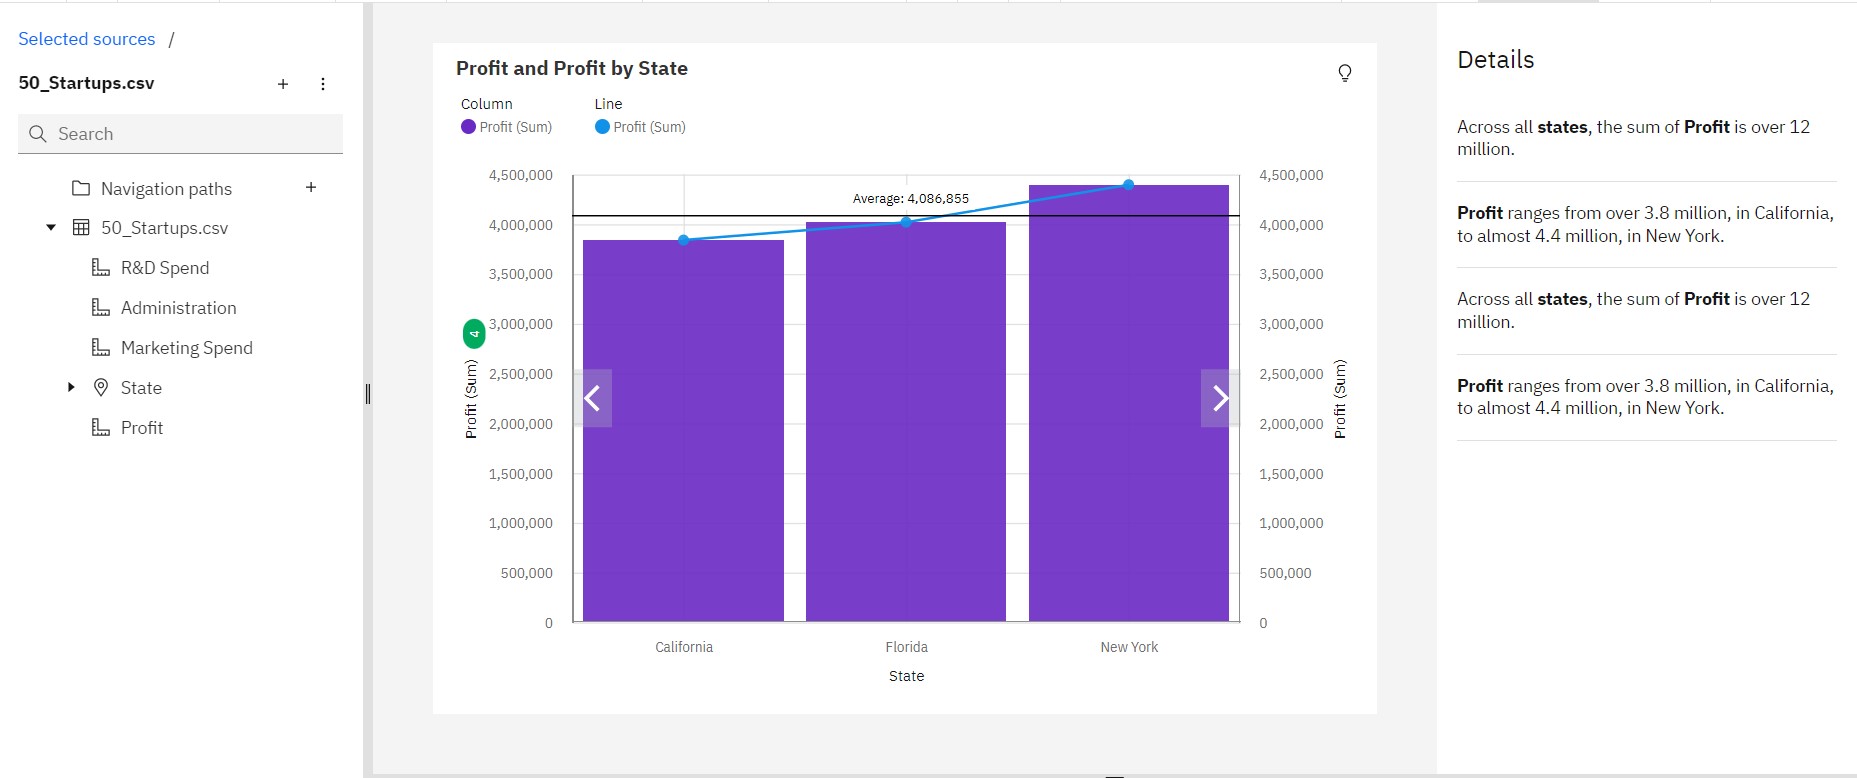 Selected sources /
50_Startups.csv
Search
Navigation paths
50_Startups.csv
R&D Spend
Administration
Marketing Spend
State
Profit
Profit and Profit by State
Column
Profit (Sum)
Line
Profit (Sum)
4,500,000
4,000,000
3,500,000
3,000,000
2,500,000
2,000,000
1,500,000
1,000,000
500,000
0
Profit (Sum)
4
Average: 4,086,855
California
Florida
New York
State
4,500,000
4,000,000
3,500,000
3,000,000
2,500,000
2,000,000
1,500,000
1,000,000
500,000
0
Profit (Sum)
Details
Across all states, the sum of Profit is over 12
million.
Profit ranges from over 3.8 million, in California,
to almost 4.4 million, in New York.
Across all states, the sum of Profit is over 12
million.
Profit ranges from over 3.8 million, in California,
to almost 4.4 million, in New York.